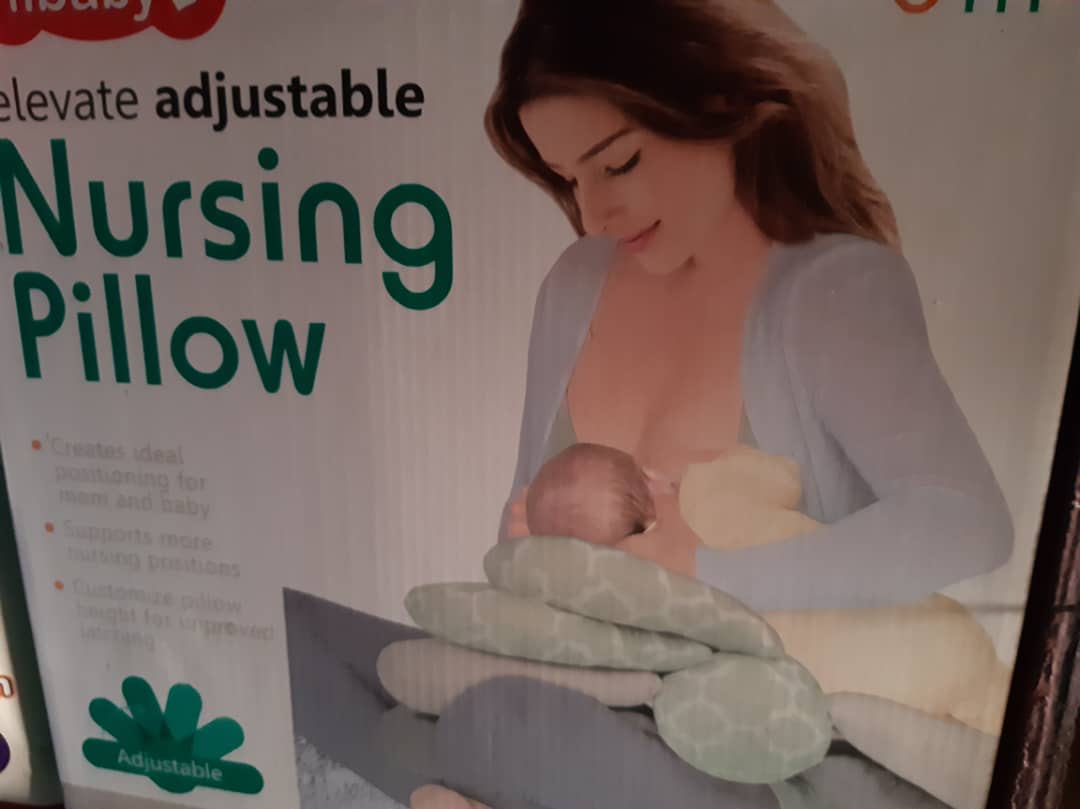 elevate adjustable
Nursing
Pillow
Creates ideal
positioning for
mom and baby
Supports more
nursing positions
Customize pillow
height for improved
latching
Adjustable